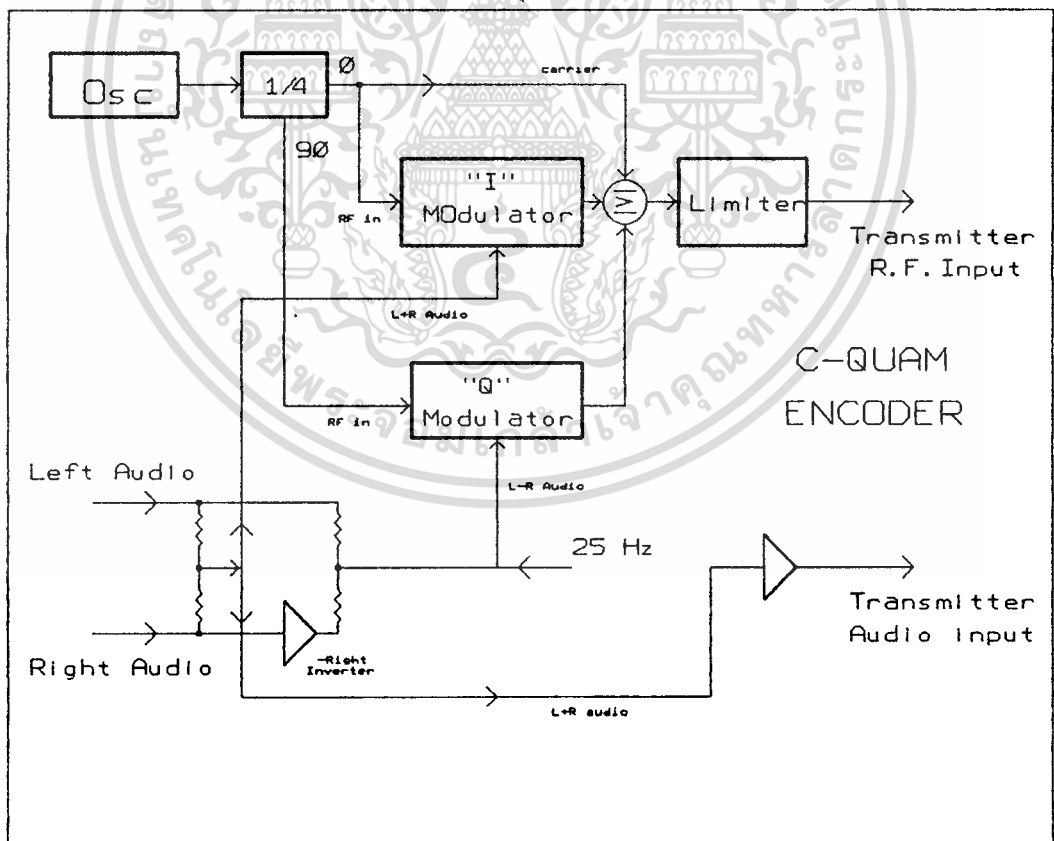 Osc
1/4
0
90
carrier
"I"
MOdulator
RF in
Σ
Limiter
Transmitter
R.F. Input
L+R Audio
"Q"
Modulator
RF in
C-QUAM
ENCODER
Left Audio
L-R Audio
25 Hz
Right Audio
-Right
Inverter
Transmitter
Audio input
L+R audio